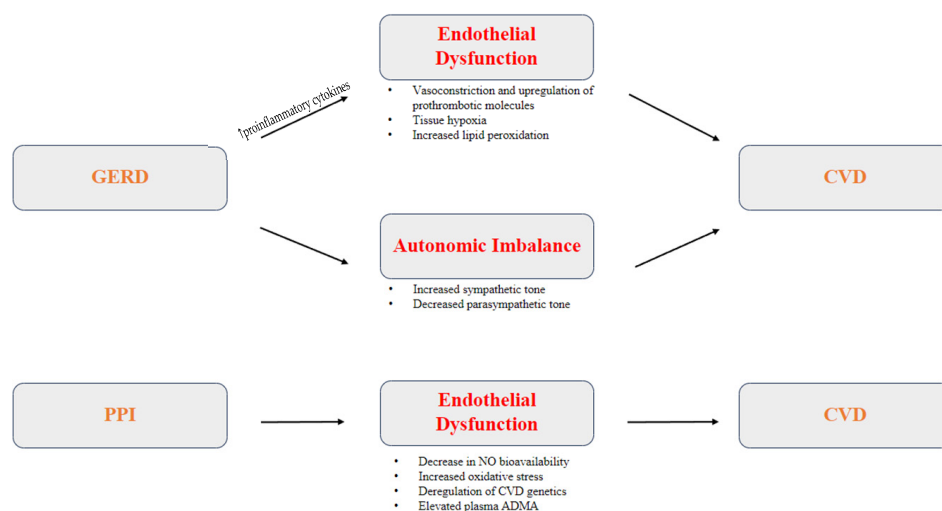 Endothelial
Dysfunction
↑proinflammatory cytokines
• Vasoconstriction and upregulation of
prothrombotic molecules
• Tissue hypoxia
• Increased lipid peroxidation
GERD
CVD
Autonomic Imbalance
• Increased sympathetic tone
• Decreased parasympathetic tone
PPI
Endothelial
Dysfunction
CVD
• Decrease in NO bioavailability
• Increased oxidative stress
• Deregulation of CVD genetics
• Elevated plasma ADMA